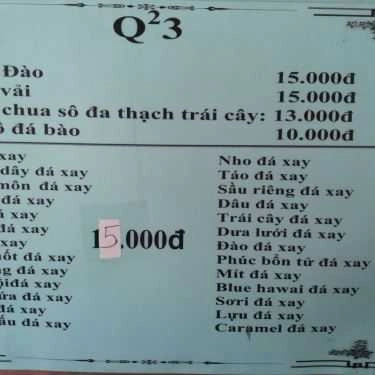 Q²3
Đào 15.000đ
vải 15.000đ
chua sô đa thạch trái cây: 13.000đ
đá bào 10.000đ
xay
dây đá xay
môn đá xay
đá xay
đá xay
đá xay
xay
đá xay
đá xay
đá xay
đá xay
đá xay
đá xay
15.000đ
Nho đá xay
Táo đá xay
Sầu riêng đá xay
Dâu đá xay
Trái cây đá xay
Dưa lưới đá xay
Đào đá xay
Phúc bồn tử đá xay
Mít đá xay
Blue hawai đá xay
Sơri đá xay
Lựu đá xay
Caramel đá xay